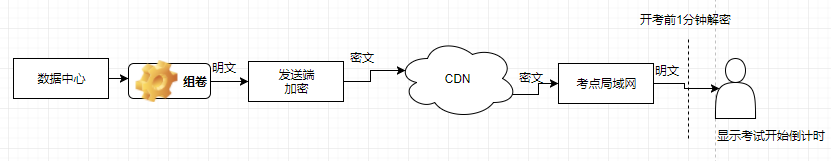 开考前1分钟解密
数据中心
组卷
明文
发送端
加密
密文
CDN
密文
考点局域网
明文
显示考试开始倒计时